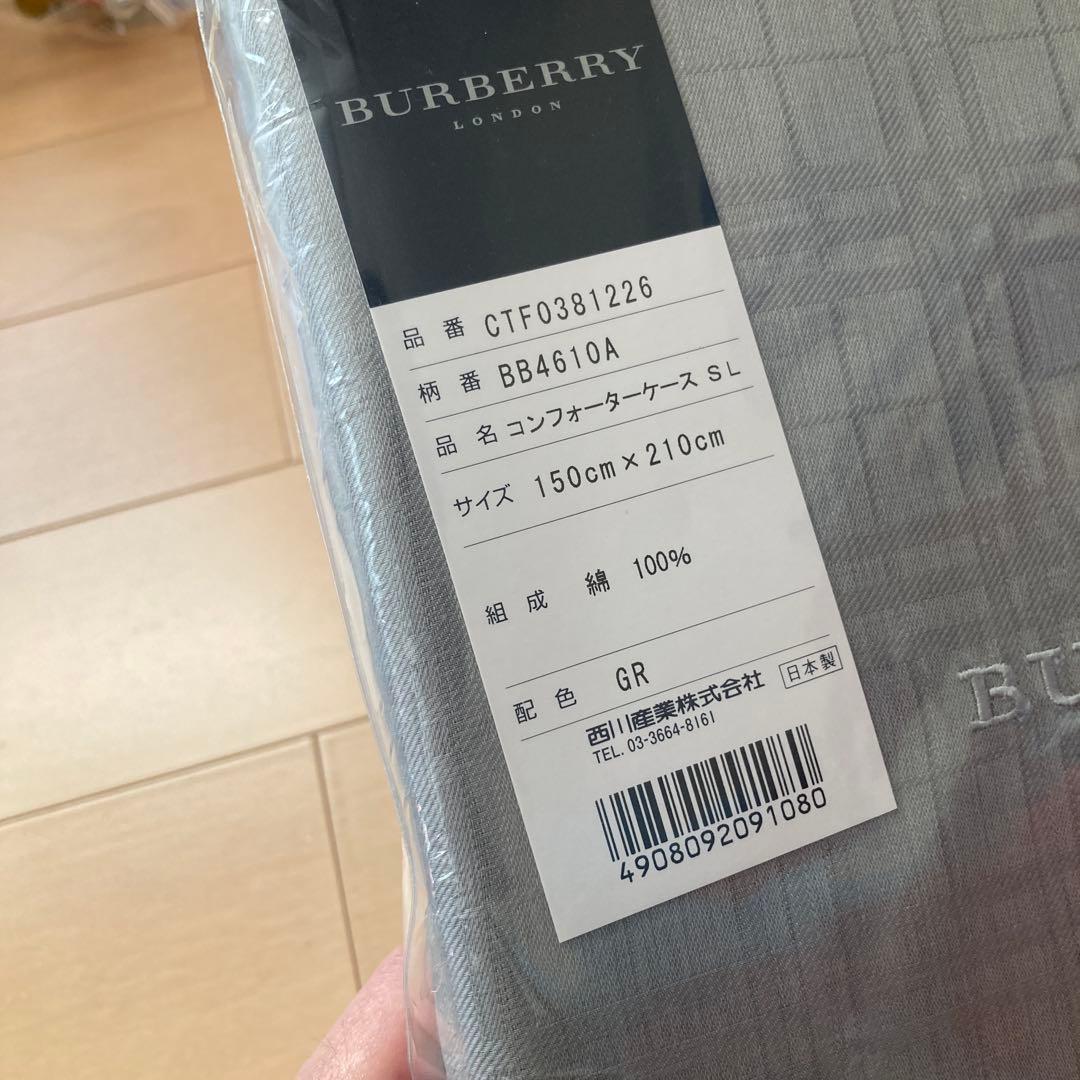 BURBERRY
LONDON
品番 CTF0381226
柄番 BB4610A
品名 コンフォーターケース SL
サイズ 150cm×210cm
組成 綿 100%
配色 GR
西川産業株式会社 日本製
TEL. 03-3664-8161
4908092091080
BU